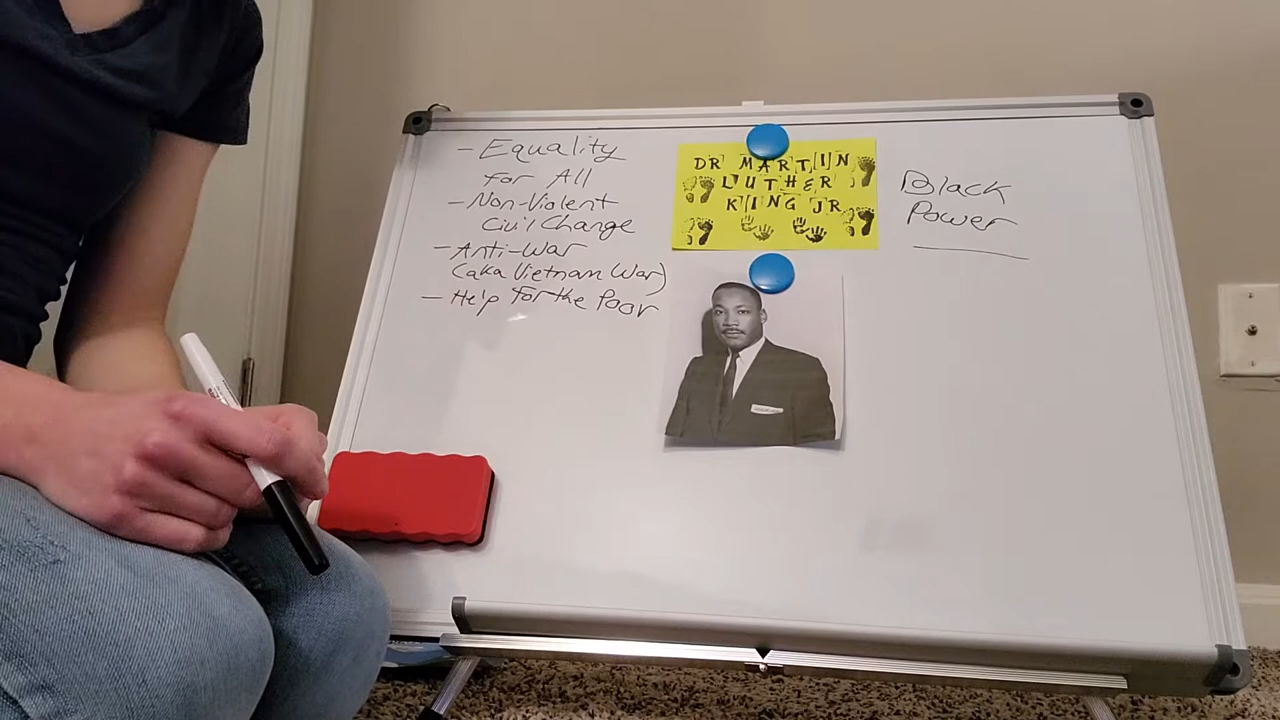 - Equality
for All
- Non-Violent
Civil Change
- Anti-War
(aka Vietnam War)
- Help for the Poor
DR MARTIN
LUTHER
KING JR
Black
Power